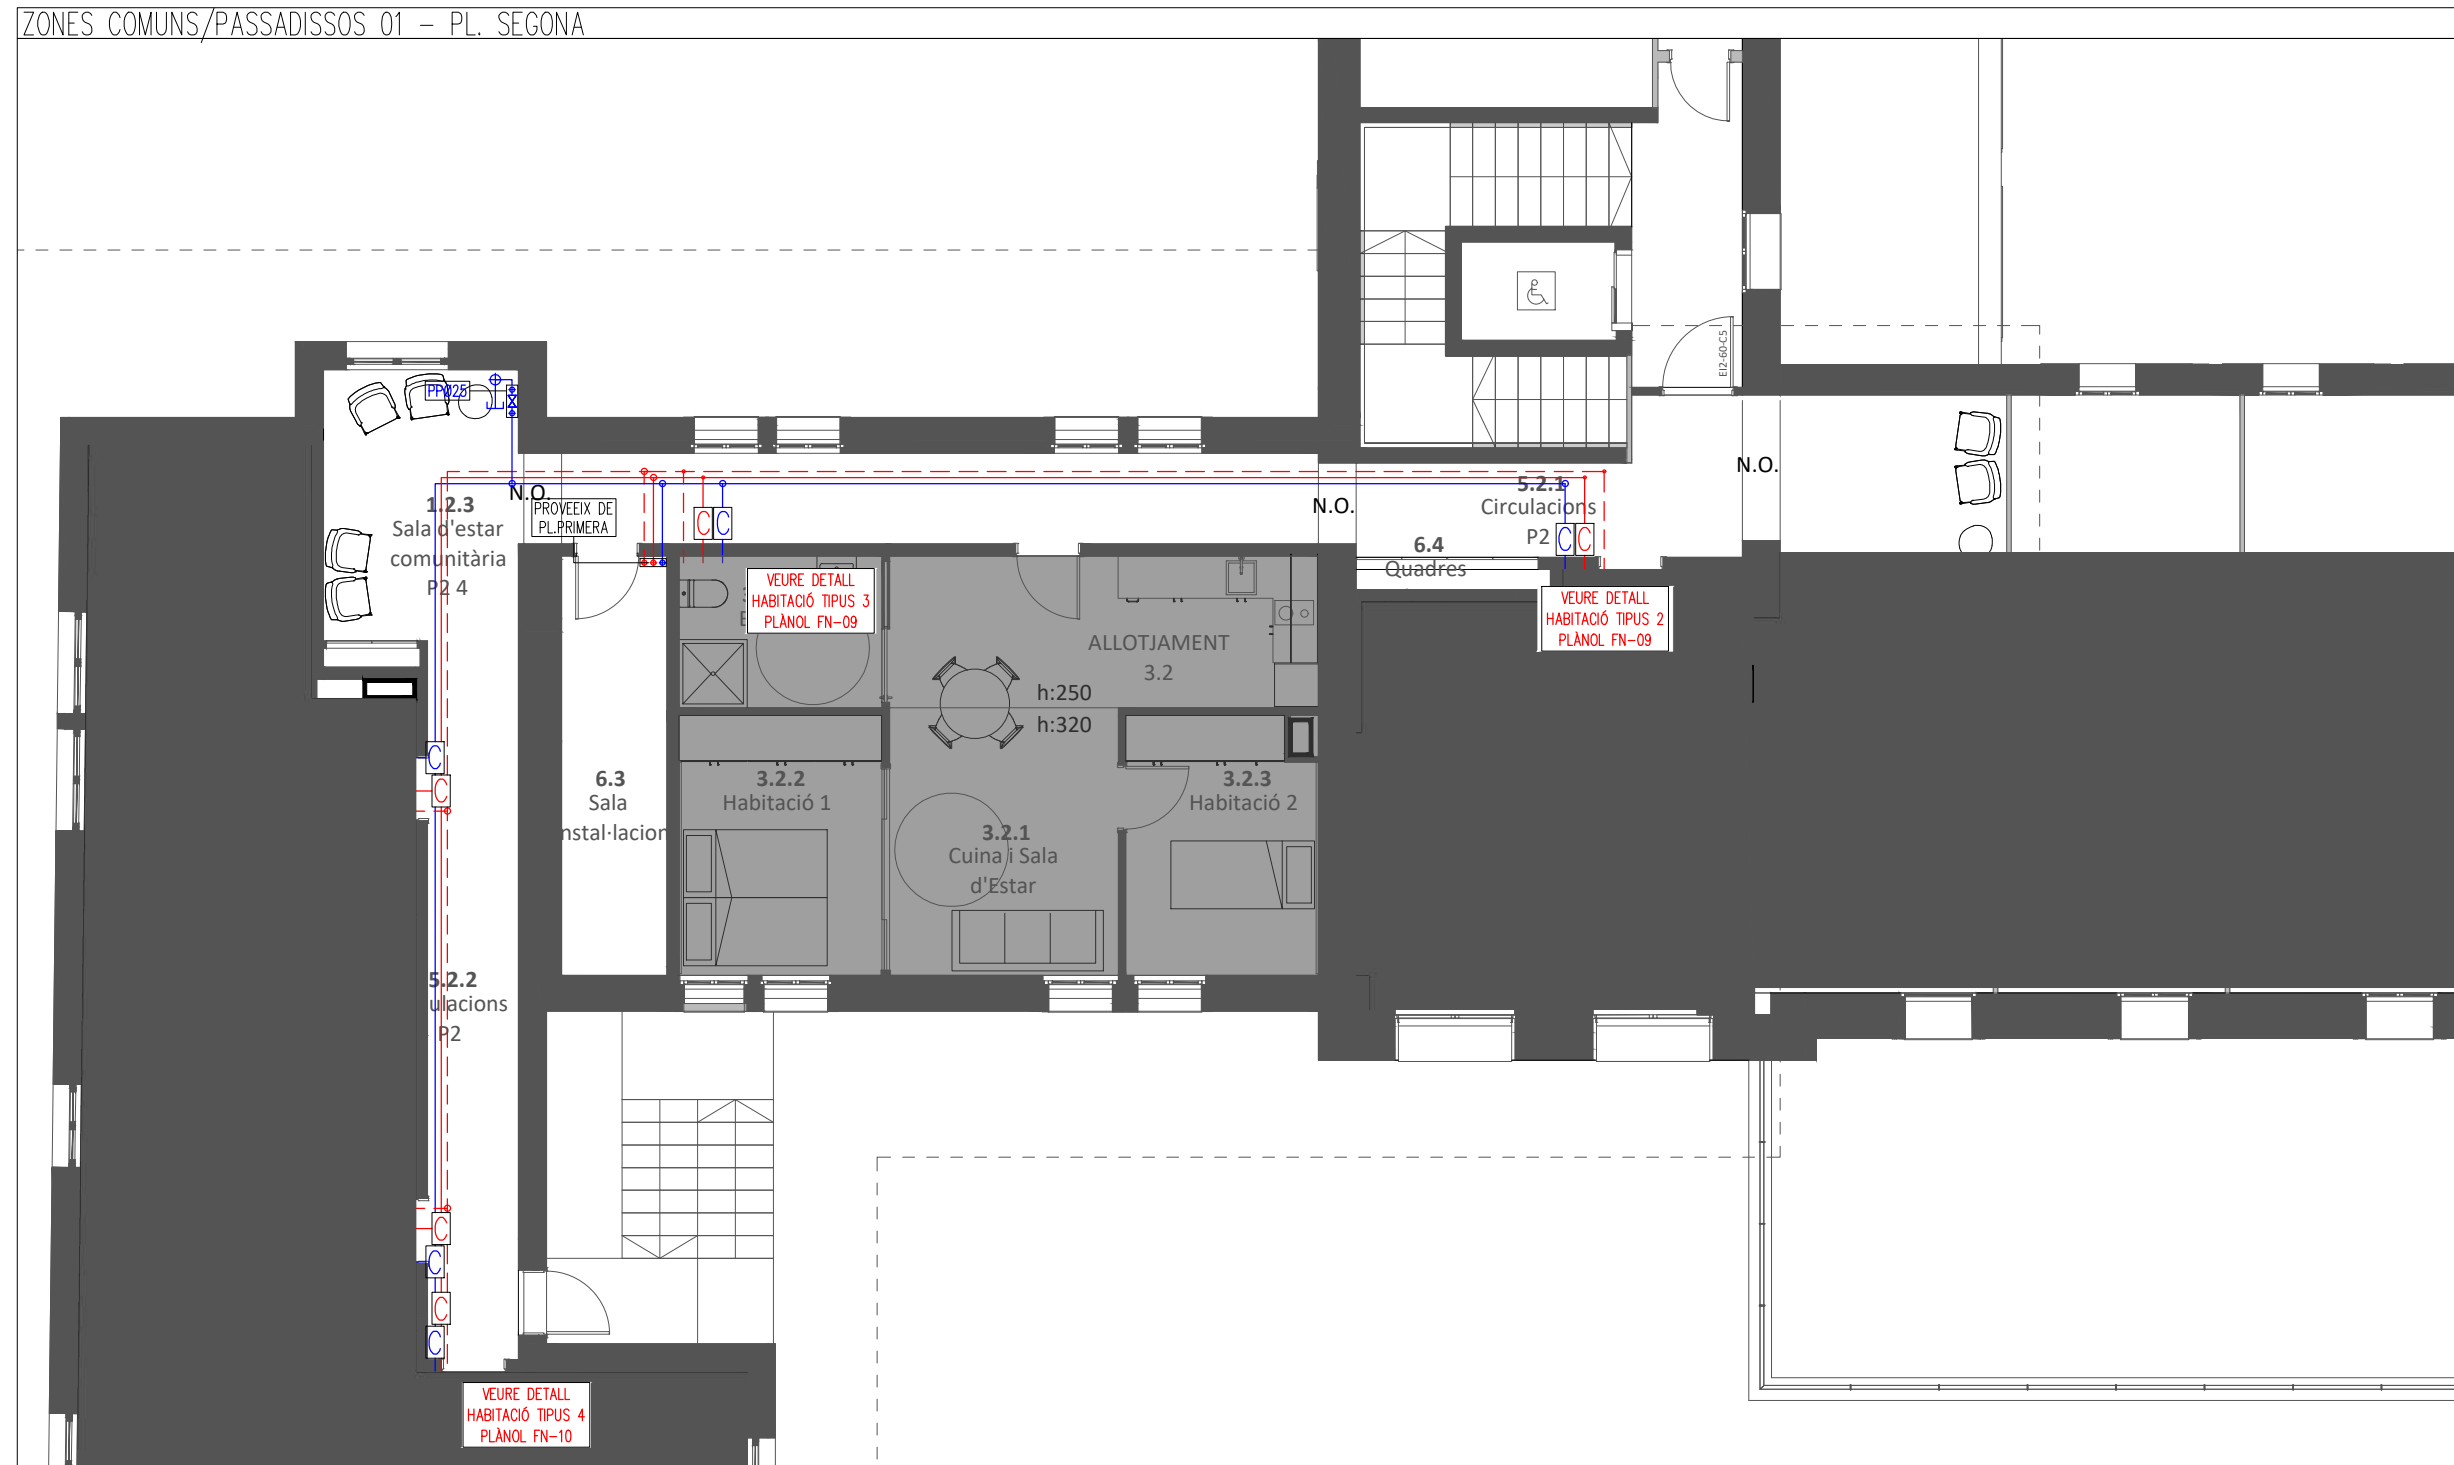 ZONES COMUNS/PASSADISSOS 01 – PL. SEGONA
EI2-60-C5
PPØ25
1.2.3
Sala d'estar
comunitària
P2 4
N.O.
PROVEEIX DE
PL.PRIMERA
C
C
N.O.
5.2.1
Circulacions
P2
C
C
N.O.
6.4
Quadres
VEURE DETALL
HABITACIÓ TIPUS 3
PLÀNOL FN-09
VEURE DETALL
HABITACIÓ TIPUS 2
PLÀNOL FN-09
ALLOTJAMENT
3.2
h:250
h:320
C
C
6.3
Sala
nstal·lacion
3.2.2
Habitació 1
3.2.1
Cuina i Sala
d'Estar
3.2.3
Habitació 2
5.2.2
ulacions
P2
C
C
C
C
VEURE DETALL
HABITACIÓ TIPUS 4
PLÀNOL FN-10